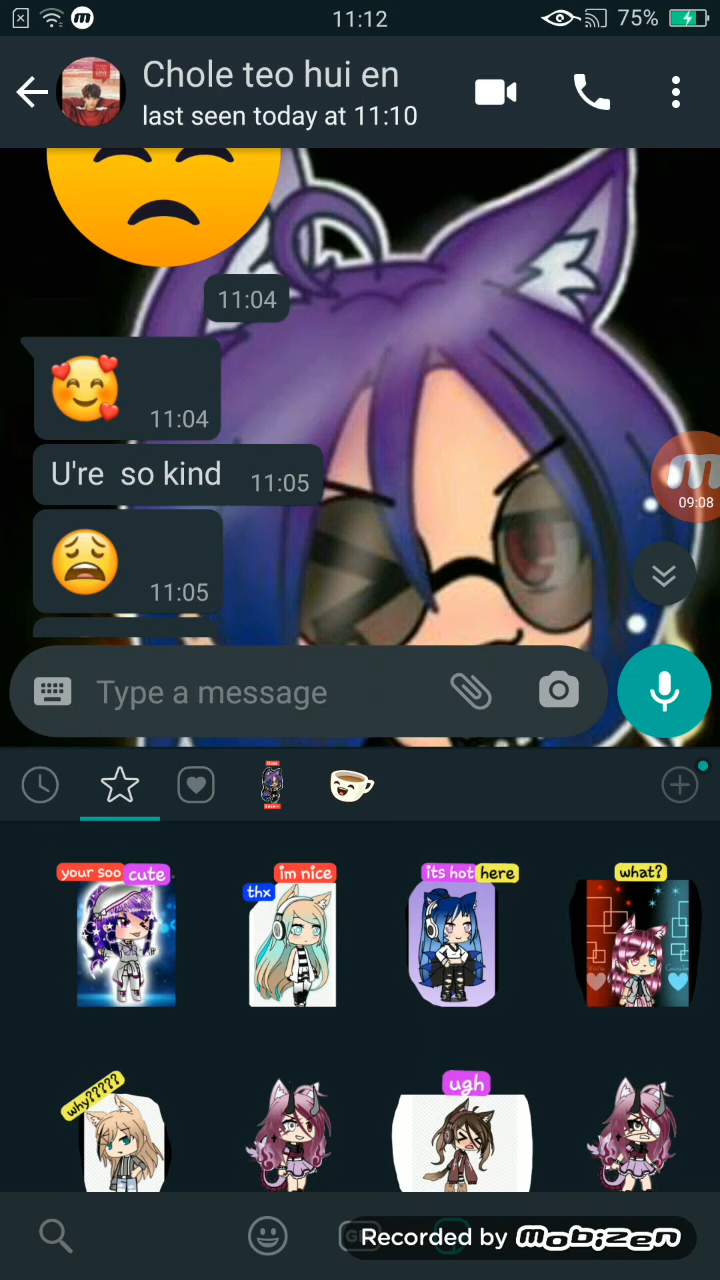 11:12
75%
Chole teo hui en
last seen today at 11:10
11:04
11:04
U're so kind 11:05
09:08
11:05
Type a message
your soo cute
im nice
thx
its hot here
what?
why?????
ugh
Recorded by mobizen